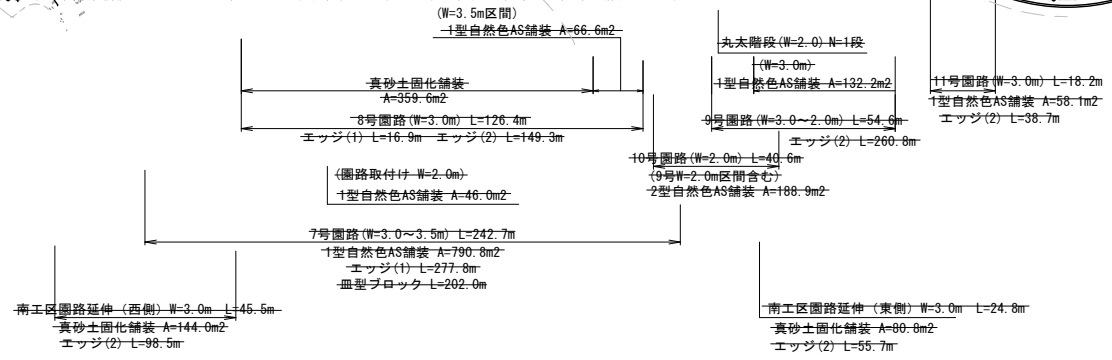 (W=3.5m区間)
1型自然色AS舗装 A=66.6m2
真砂土固化舗装
A=359.6m2
8号園路(W=3.0m) L=126.4m
エッジ(1) L=16.9m エッジ(2) L=149.3m
丸太階段(W=2.0) N=1段
(W=3.0m)
1型自然色AS舗装 A=132.2m2
9号園路(W=3.0~2.0m) L=54.6m
エッジ(2) L=260.8m
11号園路(W=3.0m) L=18.2m
1型自然色AS舗装 A=58.1m2
エッジ(2) L=38.7m
10号園路(W=2.0m) L=40.6m
(9号W=2.0m区間含む)
2型自然色AS舗装 A=188.9m2
(園路取付け W=2.0m)
1型自然色AS舗装 A=46.0m2
7号園路(W=3.0~3.5m) L=242.7m
1型自然色AS舗装 A=790.8m2
エッジ(1) L=277.8m
皿型ブロック L=202.0m
南工区園路延伸 (西側) W=3.0m L=45.5m
真砂土固化舗装 A=144.0m2
エッジ(2) L=98.5m
南工区園路延伸 (東側) W=3.0m L=24.8m
真砂土固化舗装 A=80.8m2
エッジ(2) L=55.7m